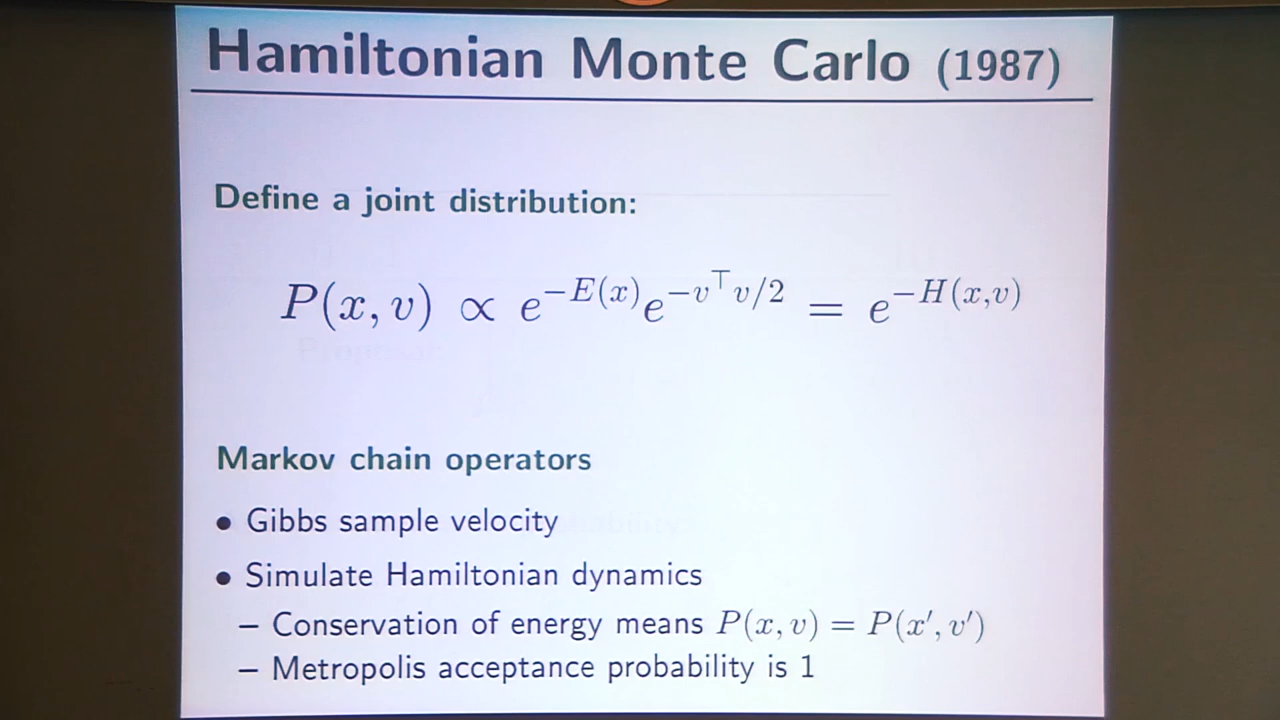 Hamiltonian Monte Carlo (1987)
Define a joint distribution:
P(x, v) ∝ e^{−E(x)} e^{−v^⊤v/2} = e^{−H(x,v)}
Markov chain operators
• Gibbs sample velocity
• Simulate Hamiltonian dynamics
– Conservation of energy means P(x, v) = P(x′, v′)
– Metropolis acceptance probability is 1